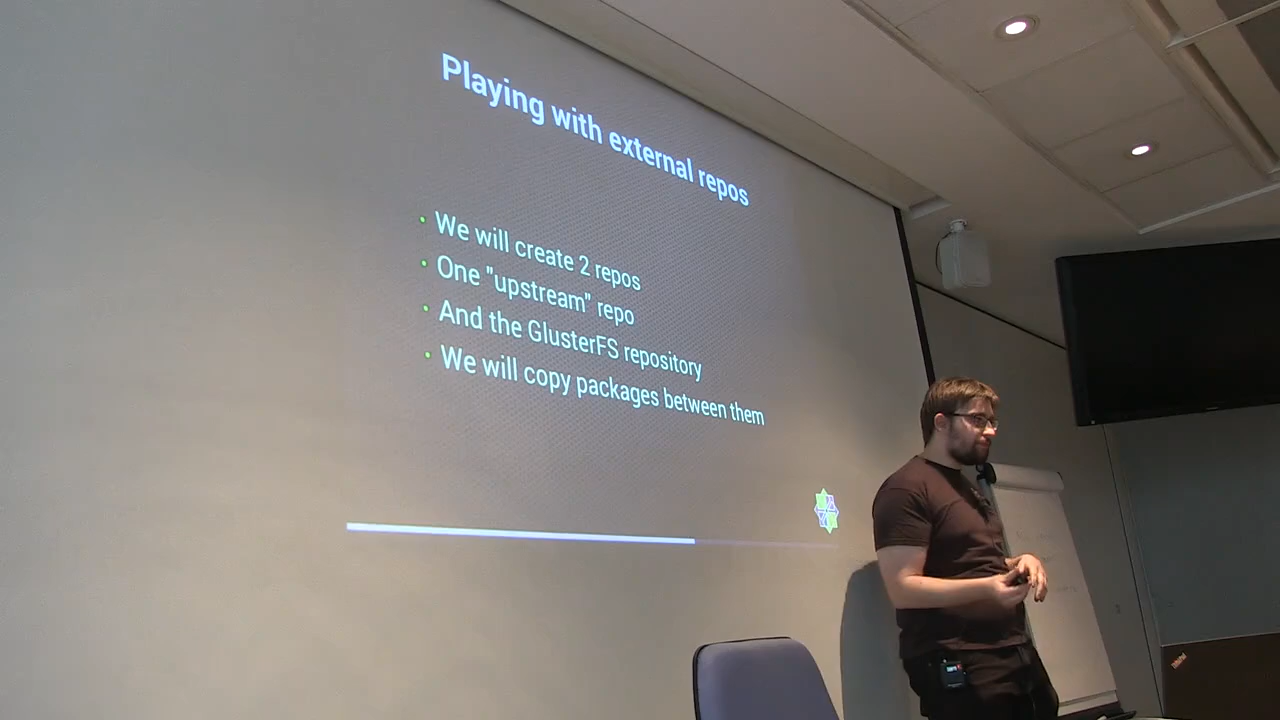 Playing with external repos
We will create 2 repos
One "upstream" repo
And the GlusterFS repository
We will copy packages between them
ThinkPad